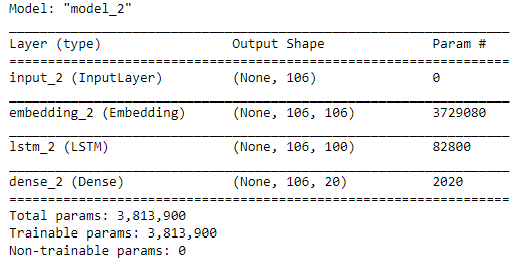 Model: "model_2"
Layer (type) Output Shape Param #
input_2 (InputLayer) (None, 106) 0
embedding_2 (Embedding) (None, 106, 106) 3729080
lstm_2 (LSTM) (None, 106, 100) 82800
dense_2 (Dense) (None, 106, 20) 2020
Total params: 3,813,900
Trainable params: 3,813,900
Non-trainable params: 0